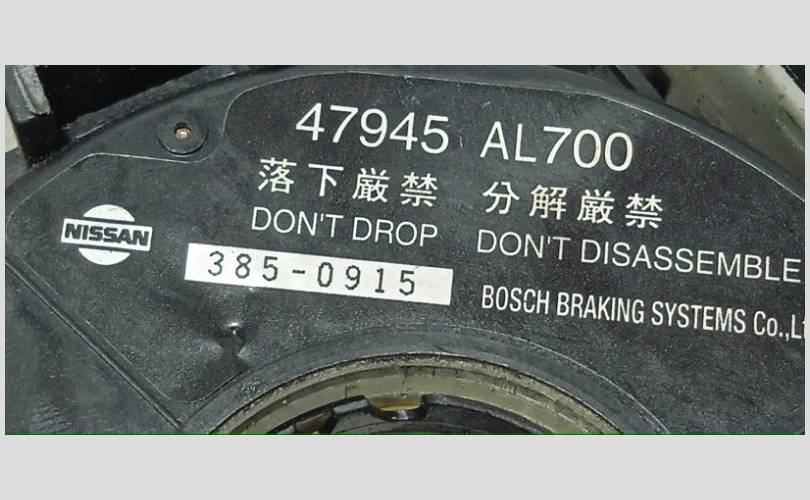 47945 AL700
落下厳禁 分解厳禁
DON'T DROP DON'T DISASSEMBLE
NISSAN
385-0915
BOSCH BRAKING SYSTEMS Co.,L